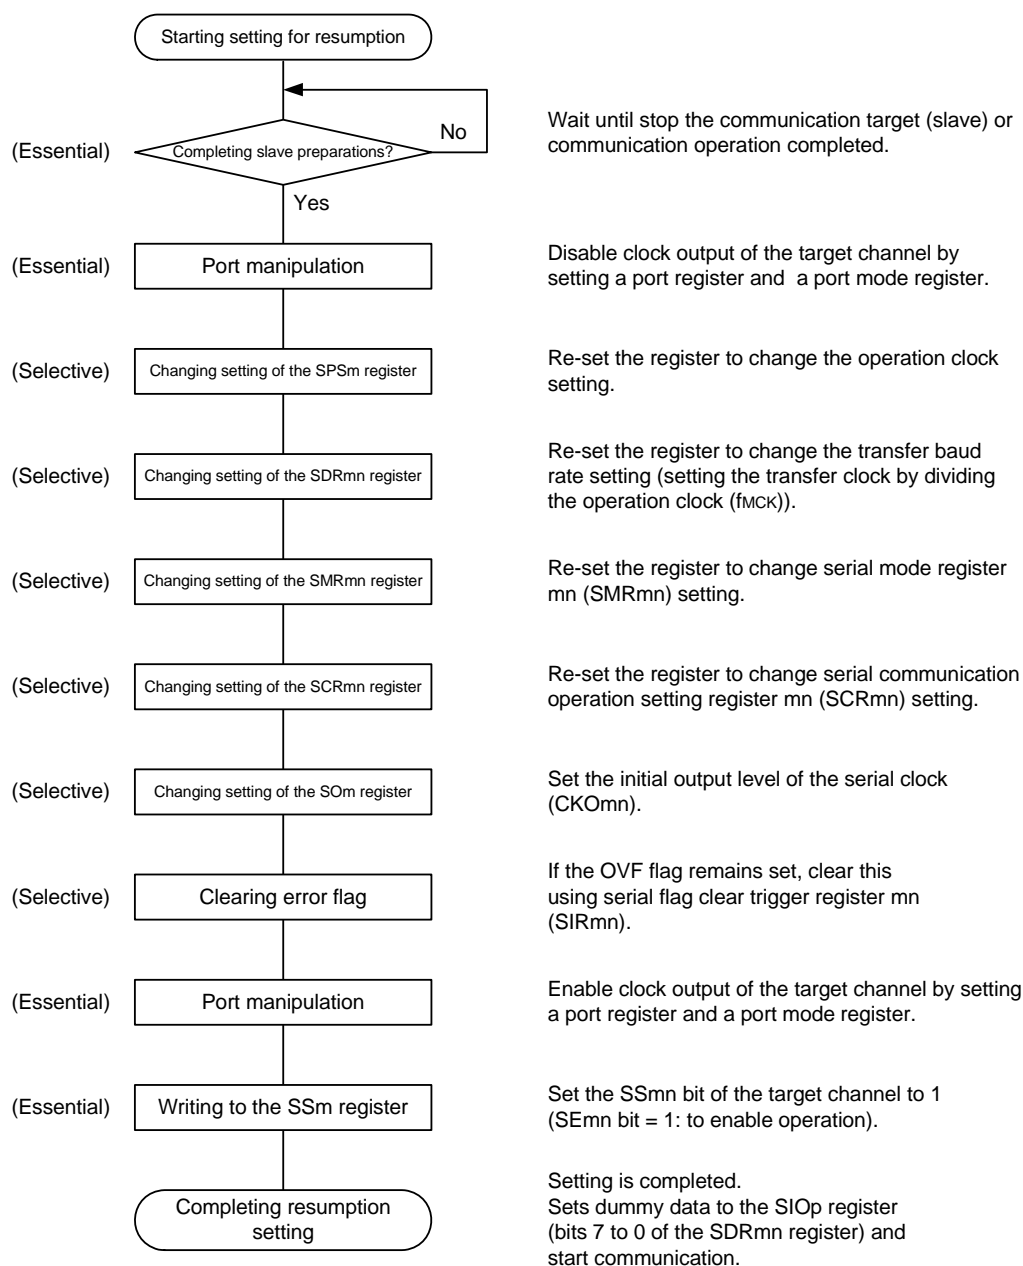 Starting setting for resumption
No
Wait until stop the communication target (slave) or
communication operation completed.
(Essential)
Completing slave preparations?
Yes
(Essential)
Port manipulation
Disable clock output of the target channel by
setting a port register and  a port mode register.
(Selective)
Changing setting of the SPSm register
Re-set the register to change the operation clock
setting.
(Selective)
Changing setting of the SDRmn register
Re-set the register to change the transfer baud
rate setting (setting the transfer clock by dividing
the operation clock (fMCK)).
(Selective)
Changing setting of the SMRmn register
Re-set the register to change serial mode register
mn (SMRmn) setting.
(Selective)
Changing setting of the SCRmn register
Re-set the register to change serial communication
operation setting register mn (SCRmn) setting.
(Selective)
Changing setting of the SOm register
Set the initial output level of the serial clock
(CKOmn).
(Selective)
Clearing error flag
If the OVF flag remains set, clear this
using serial flag clear trigger register mn
(SIRmn).
(Essential)
Port manipulation
Enable clock output of the target channel by setting
a port register and a port mode register.
(Essential)
Writing to the SSm register
Set the SSmn bit of the target channel to 1
(SEmn bit = 1: to enable operation).
Completing resumption
setting
Setting is completed.
Sets dummy data to the SIOp register
(bits 7 to 0 of the SDRmn register) and
start communication.